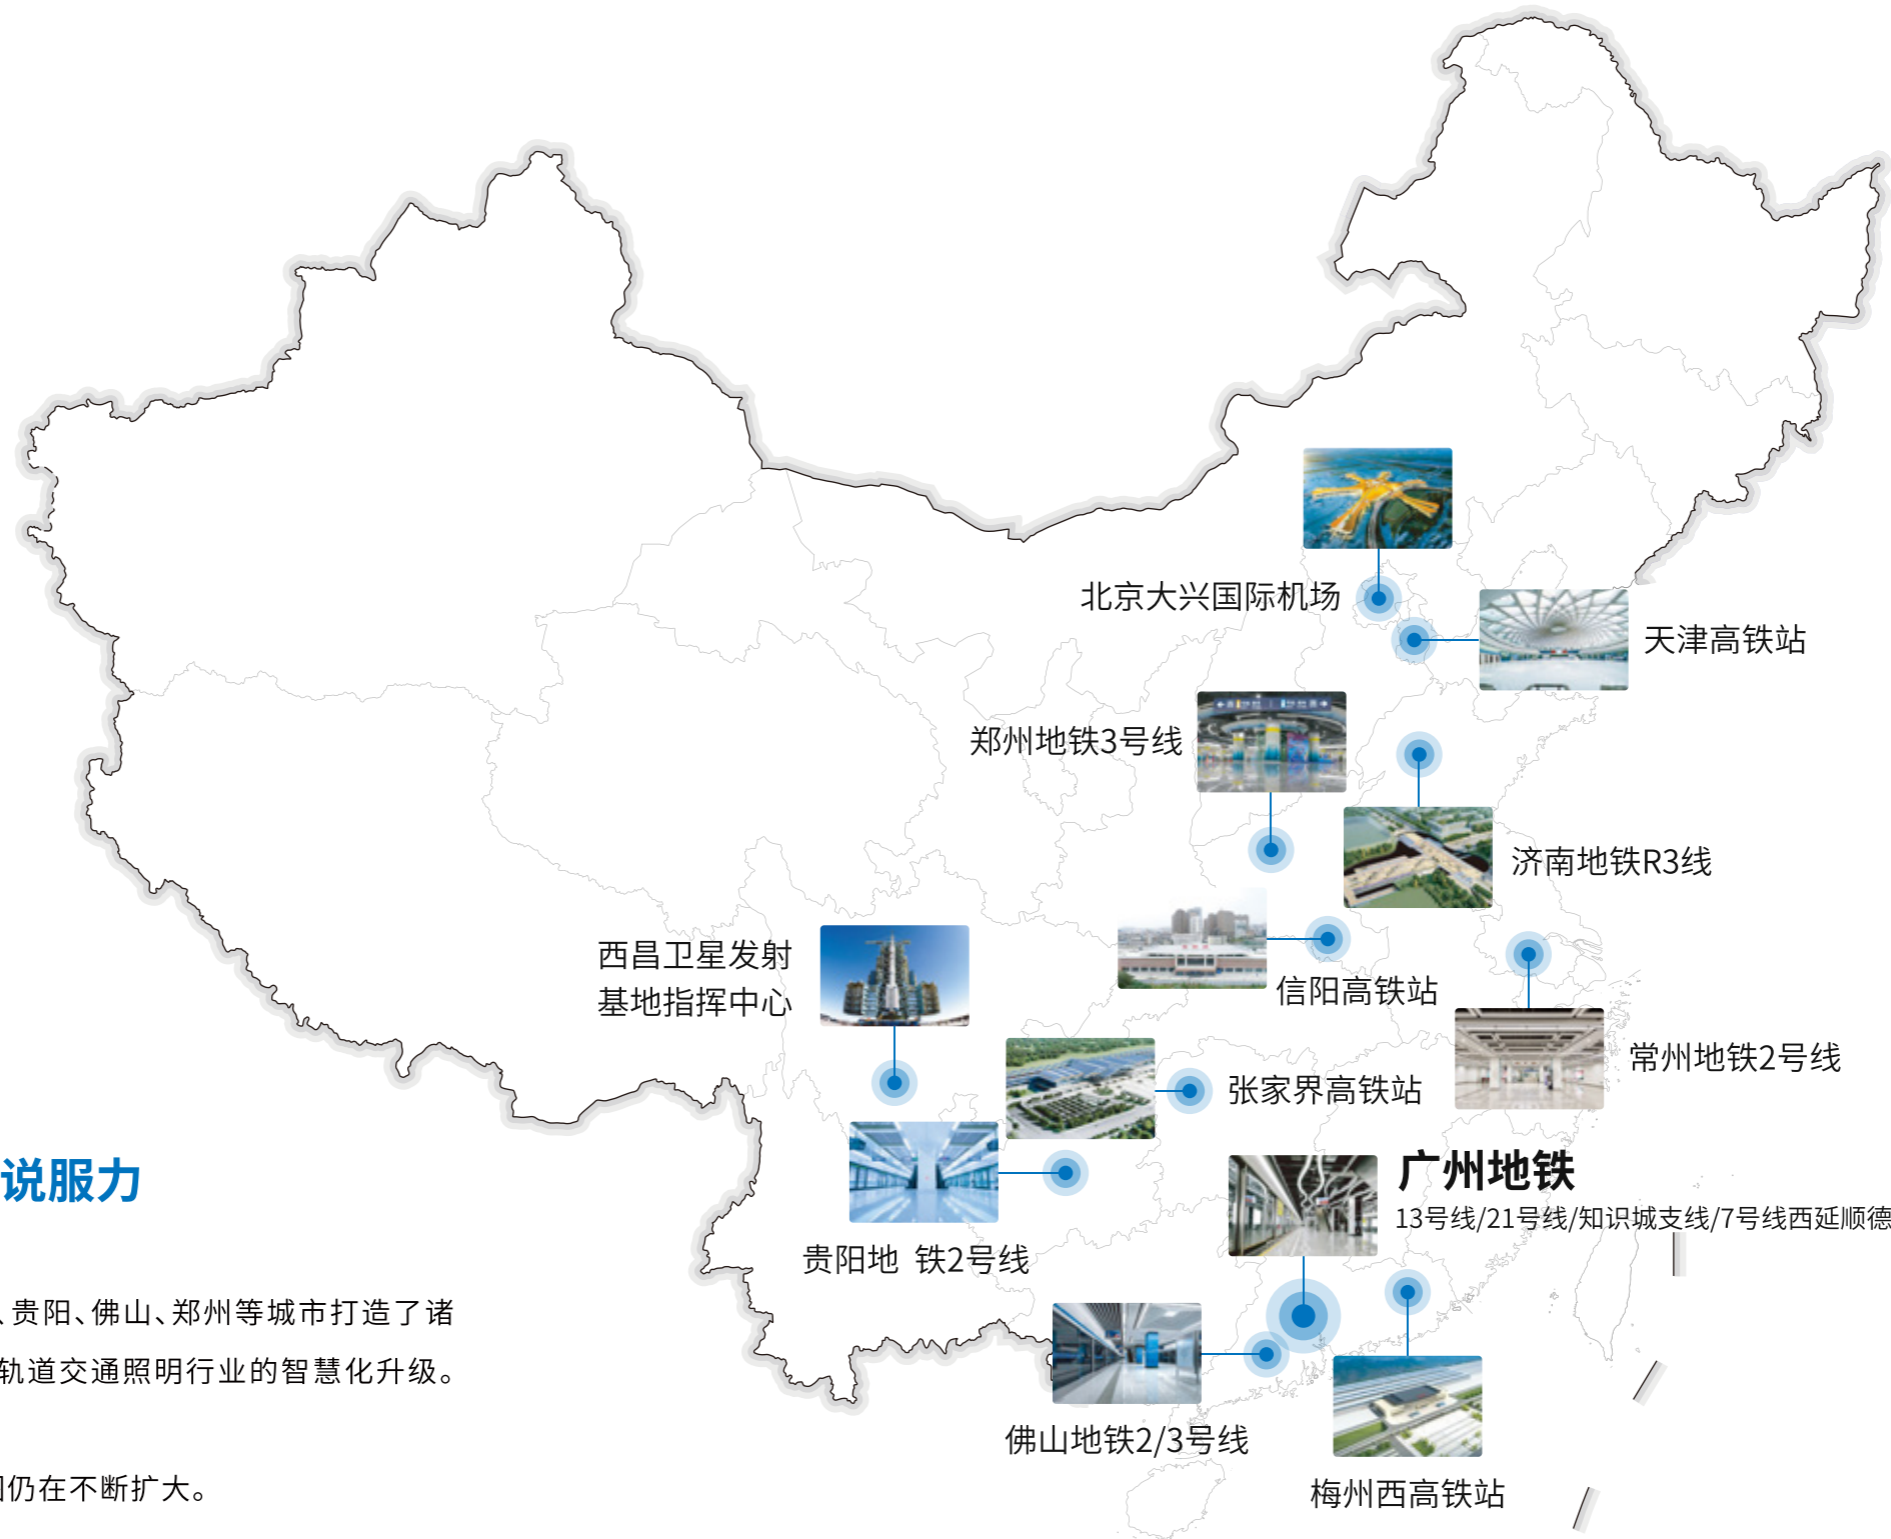 北京大兴国际机场
天津高铁站
郑州地铁3号线
济南地铁R3线
西昌卫星发射
基地指挥中心
信阳高铁站
常州地铁2号线
张家界高铁站
广州地铁
13号线/21号线/知识城支线/7号线西延顺德
贵阳地 铁2号线
佛山地铁2/3号线
梅州西高铁站
说服力
、贵阳、佛山、郑州等城市打造了诸
轨道交通照明行业的智慧化升级。
仍在不断扩大。